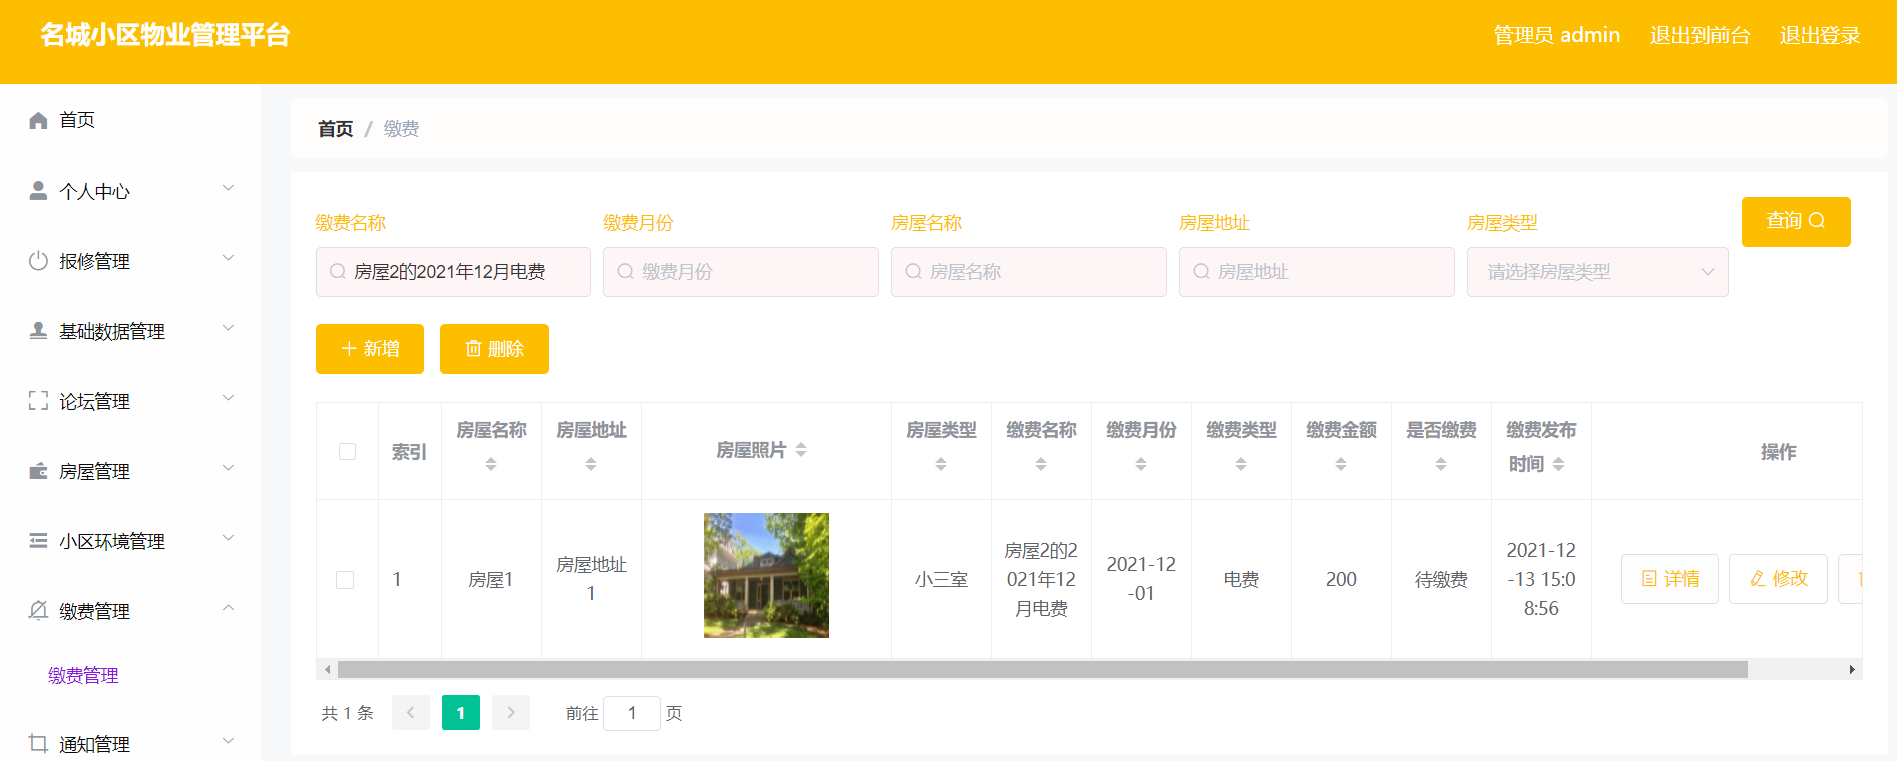 名城小区物业管理平台
管理员 admin
退出到前台
退出登录
首页
个人中心
报修管理
基础数据管理
论坛管理
房屋管理
小区环境管理
缴费管理
缴费管理
通知管理
首页 / 缴费
缴费名称
缴费月份
房屋名称
房屋地址
房屋类型
查询
房屋2的2021年12月电费
缴费月份
房屋名称
房屋地址
请选择房屋类型
新增
删除
索引
房屋名称
房屋地址
房屋照片
房屋类型
缴费名称
缴费月份
缴费类型
缴费金额
是否缴费
缴费发布
时间
操作
1
房屋1
房屋地址
1
小三室
房屋2的2
021年12
月电费
2021-12
-01
电费
200
待缴费
2021-12
-13 15:0
8:56
详情
修改
共 1 条
1
前往 1 页